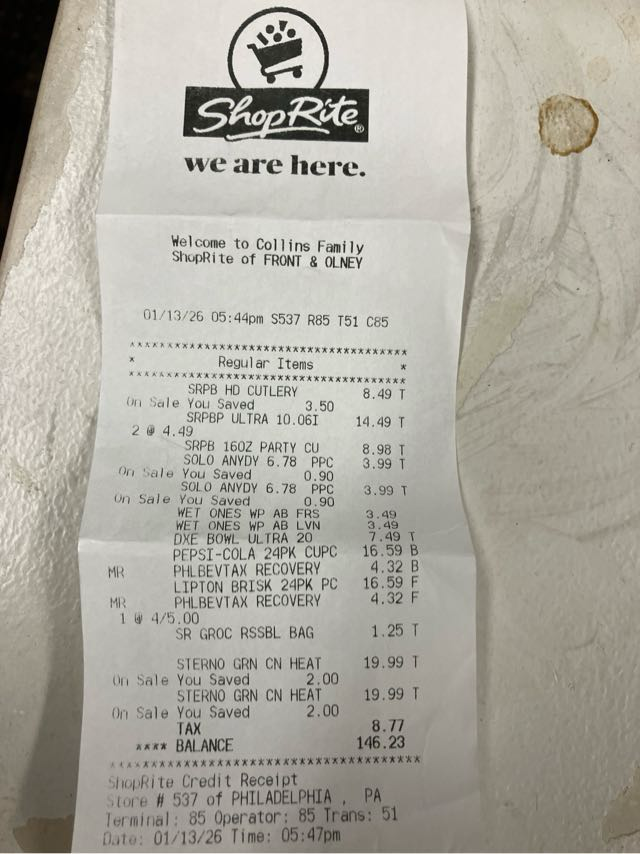 ShopRite®
we are here.
Welcome to Collins Family
ShopRite of FRONT & OLNEY
01/13/26 05:44pm S537 R85 T51 C85
******************************************
* Regular Items *
******************************************
SRPB HD CUTLERY 8.49 T
On Sale You Saved 3.50
SRPBP ULTRA 10.06I 14.49 T
2 @ 4.49
SRPB 16OZ PARTY CU 8.98 T
SOLO ANYDY 6.78 PPC 3.99 T
On Sale You Saved 0.90
SOLO ANYDY 6.78 PPC 3.99 T
On Sale You Saved 0.90
WET ONES WP AB FRS 3.49
WET ONES WP AB LVN 3.49
DXE BOWL ULTRA 20 7.49 T
PEPSI-COLA 24PK CUPC 16.59 B
MR PHLBEVTAX RECOVERY 4.32 B
LIPTON BRISK 24PK PC 16.59 F
MR PHLBEVTAX RECOVERY 4.32 F
1 @ 4/5.00
SR GROC RSSBL BAG 1.25 T
STERNO GRN CN HEAT 19.99 T
On Sale You Saved 2.00
STERNO GRN CN HEAT 19.99 T
On Sale You Saved 2.00
TAX 8.77
**** BALANCE 146.23
******************************************
ShopRite Credit Receipt
Store # 537 of PHILADELPHIA , PA
Terminal: 85 Operator: 85 Trans: 51
Date: 01/13/26 Time: 05:47pm